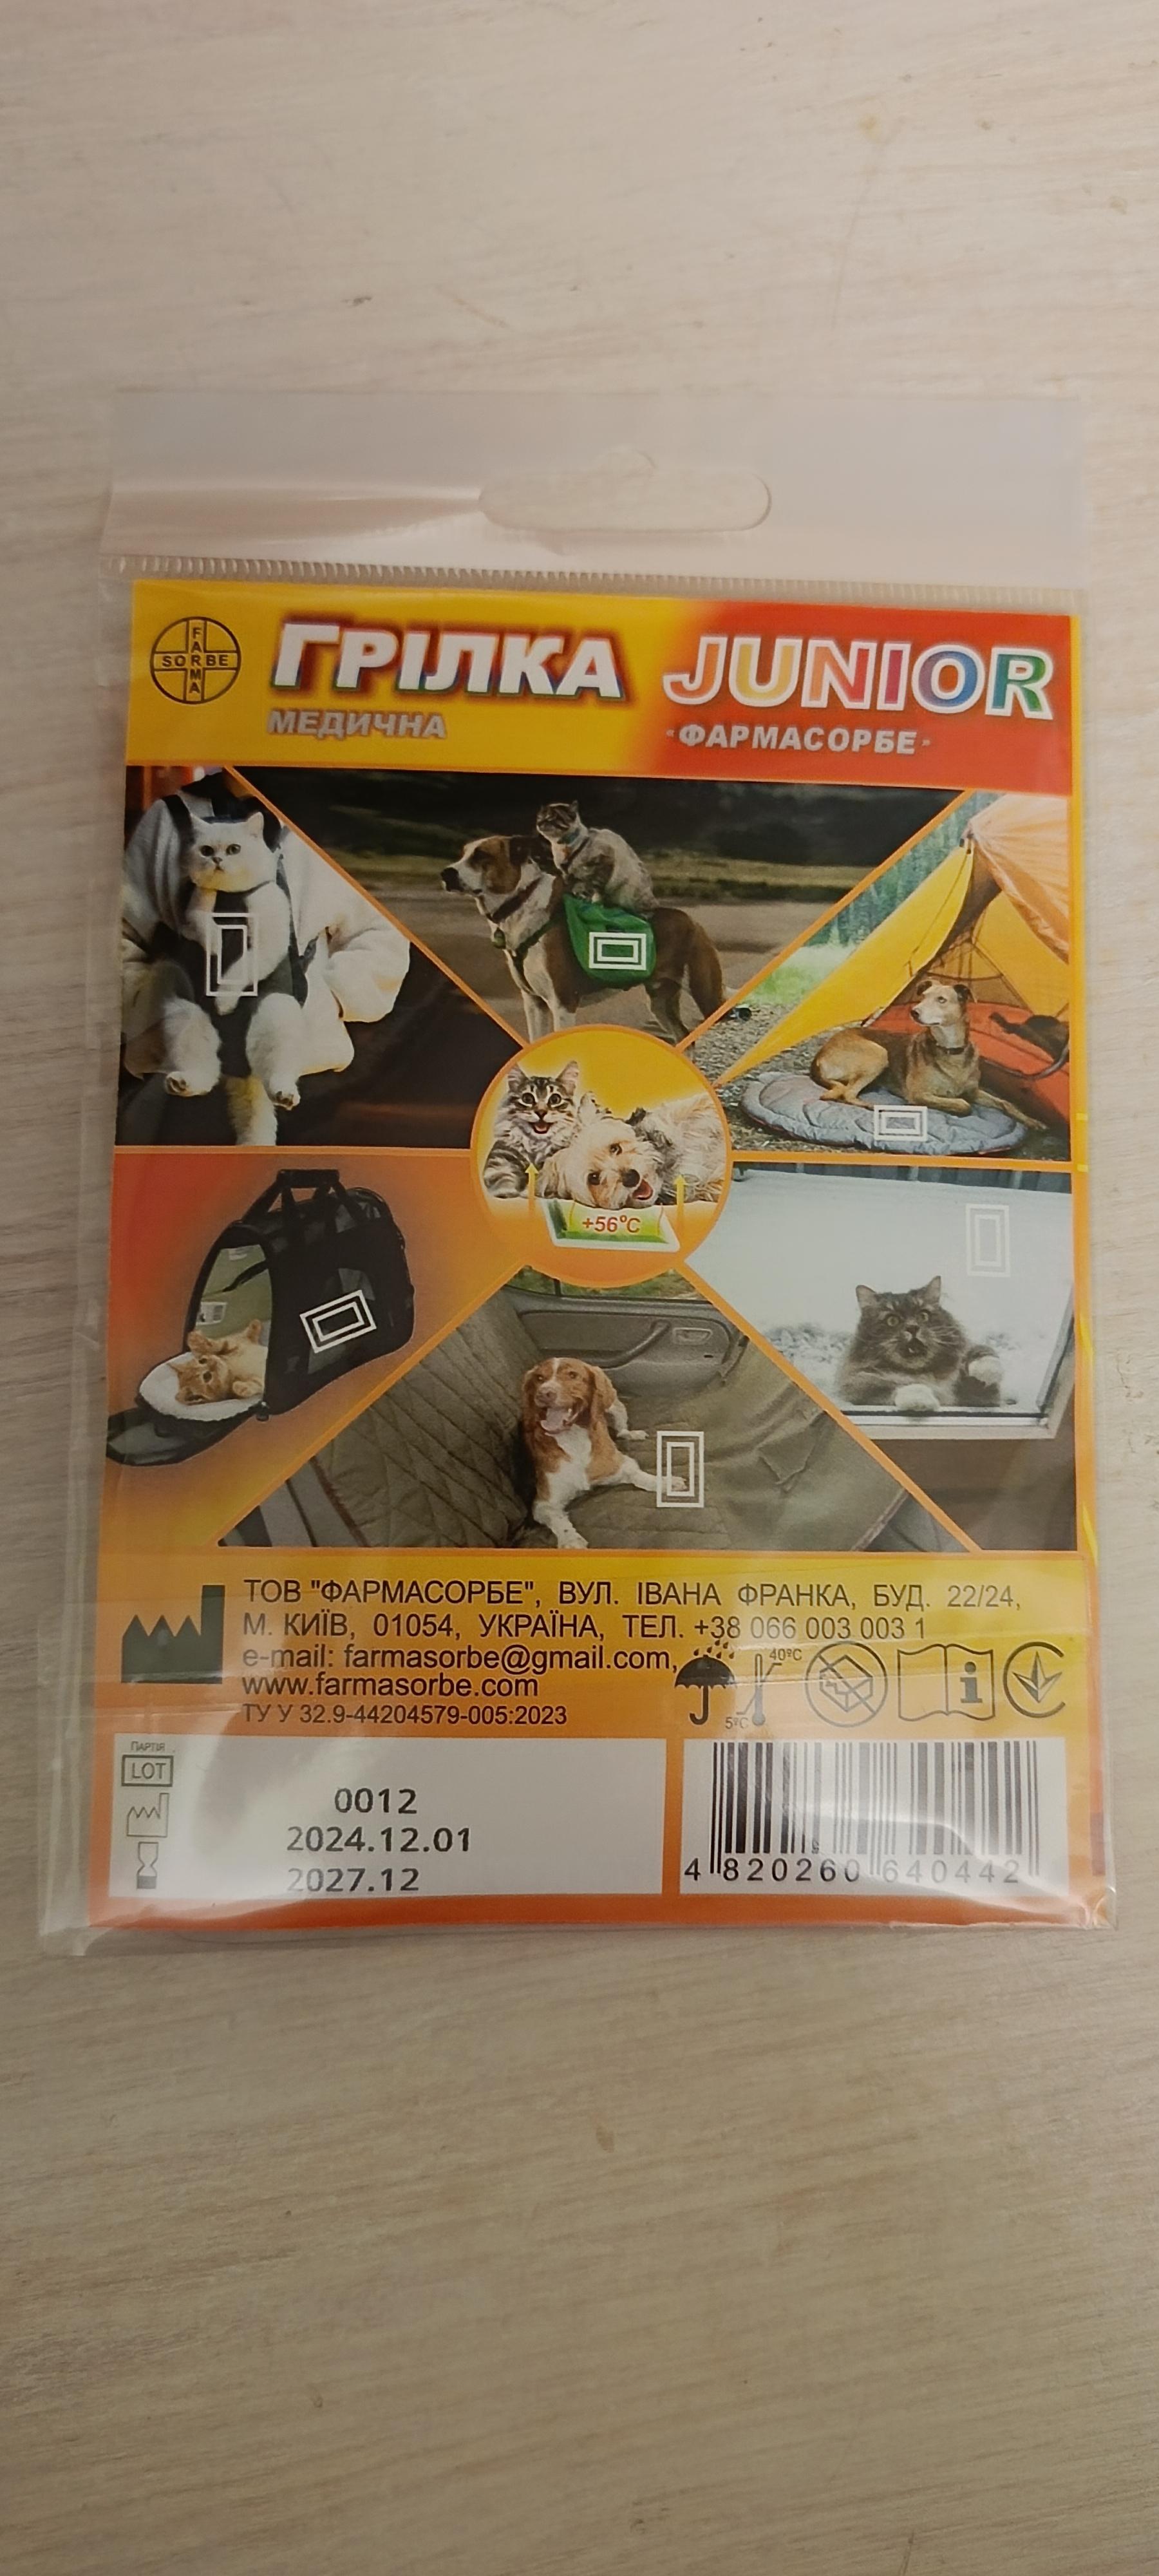 FARMA
SORBE
ГРІЛКА JUNIOR
МЕДИЧНА «ФАРМАСОРБЕ»
+56°C
ТОВ "ФАРМАСОРБЕ", ВУЛ. ІВАНА ФРАНКА, БУД. 22/24,
М. КИЇВ, 01054, УКРАЇНА, ТЕЛ. +38 066 003 003 1
e-mail: farmasorbe@gmail.com,
www.farmasorbe.com
40ºC
5ºC
ТУ У 32.9-44204579-005:2023
ПАРТІЯ
LOT
0012
2024.12.01
2027.12
4 820260 640442